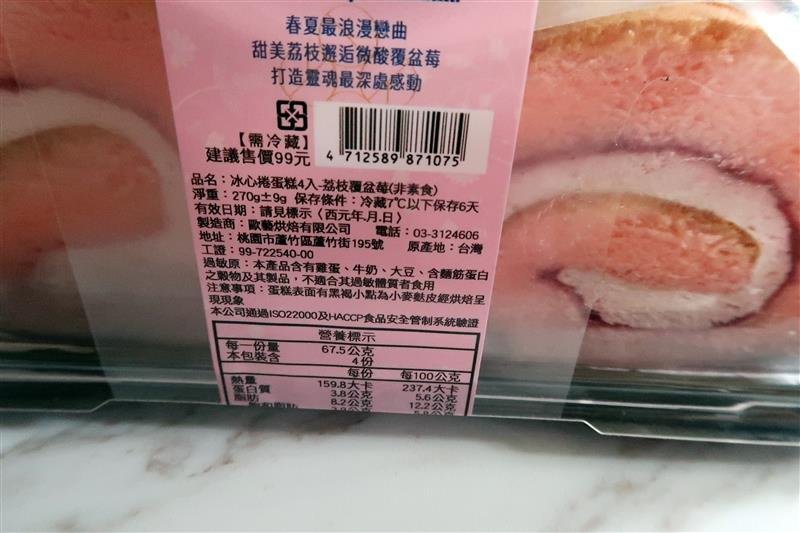 春夏最浪漫戀曲
甜美荔枝邂逅微酸覆盆莓
打造靈魂最深處感動
【需冷藏】
建議售價99元
4 712589 871075
品名：冰心捲蛋糕4入-荔枝覆盆莓(非素食)
淨重：270g±9g 保存條件：冷藏7℃以下保存6天
有效日期：請見標示〈西元年.月.日〉
製造商：歐藝烘焙有限公司 電話：03-3124606
地址：桃園市蘆竹區蘆竹街195號 原產地：台灣
工證：99-722540-00
過敏原：本產品含有雞蛋、牛奶、大豆、含麵筋蛋白
之穀物及其製品，不適合其過敏體質者食用
注意事項：蛋糕表面有黑褐小點為小麥麩皮經烘焙呈
現現象
本公司通過ISO22000及HACCP食品安全管制系統驗證
營養標示
每一份量 67.5公克
本包裝含 4份
每份 每100公克
熱量 159.8大卡 237.4大卡
蛋白質 3.8公克 5.6公克
脂肪 8.2公克 12.2公克